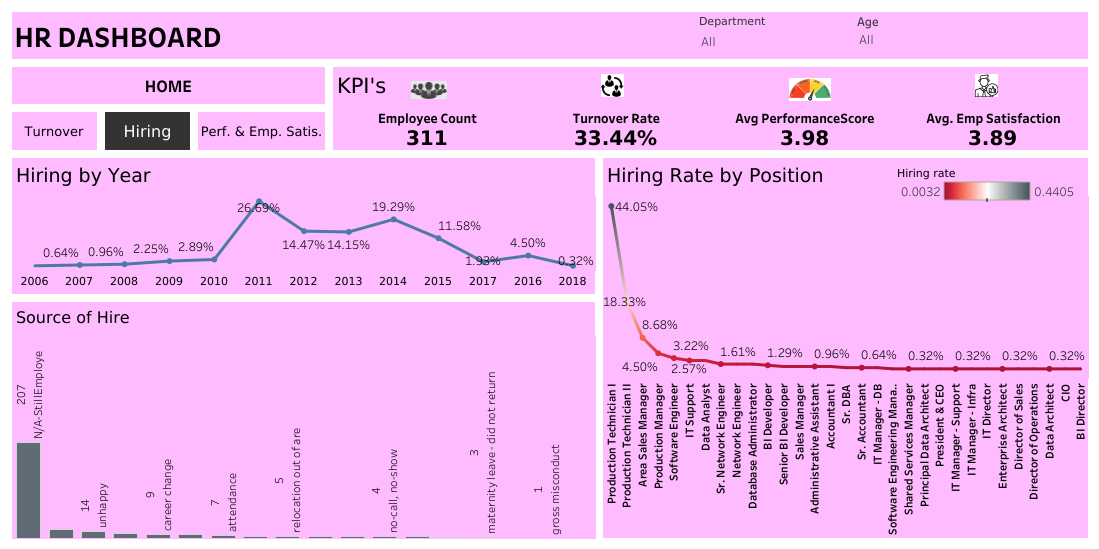 HR DASHBOARD
Department
All
Age
All
HOME
Turnover
Hiring
Perf. & Emp. Satis.
KPI's
Employee Count
311
Turnover Rate
33.44%
Avg PerformanceScore
3.98
Avg. Emp Satisfaction
3.89
Hiring by Year
0.64%
0.96%
2.25%
2.89%
26.69%
14.47%
14.15%
19.29%
11.58%
1.93%
4.50%
0.32%
2006
2007
2008
2009
2010
2011
2012
2013
2014
2015
2017
2016
2018
Hiring Rate by Position
Hiring rate
0.0032
0.4405
44.05%
18.33%
8.68%
4.50%
3.22%
2.57%
1.61%
1.29%
0.96%
0.64%
0.32%
0.32%
0.32%
0.32%
Production Technician I
Production Technician II
Area Sales Manager
Production Manager
Software Engineer
IT Support
Data Analyst
Sr. Network Engineer
Network Engineer
Database Administrator
BI Developer
Senior BI Developer
Sales Manager
Administrative Assistant
Accountant I
Sr. DBA
Sr. Accountant
IT Manager - DB
Software Engineering Mana..
Shared Services Manager
Principal Data Architect
President & CEO
IT Manager - Support
IT Manager - Infra
IT Director
Enterprise Architect
Director of Sales
Director of Operations
Data Architect
CIO
BI Director
Source of Hire
207
N/A-StillEmploye
14
unhappy
9
career change
7
attendance
5
relocation out of are
4
no-call, no-show
3
maternity leave - did not return
1
gross misconduct